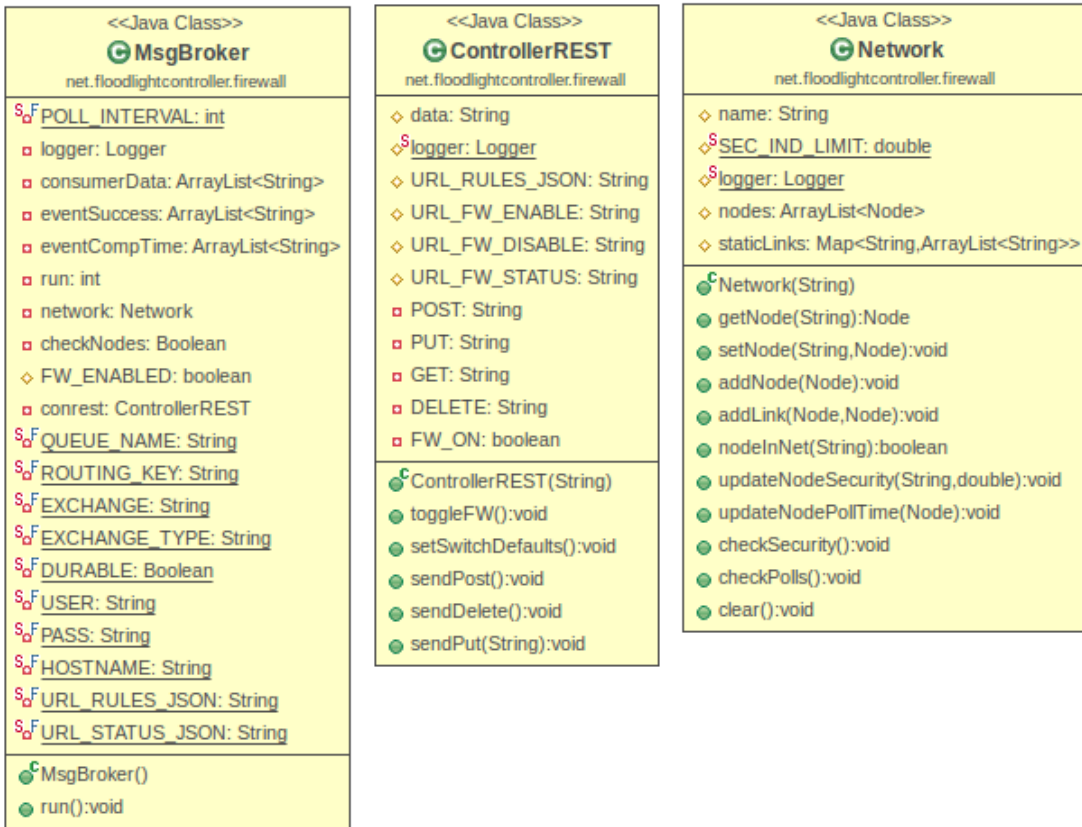 <<Java Class>>
MsgBroker
net.floodlightcontroller.firewall
POLL_INTERVAL: int
logger: Logger
consumerData: ArrayList<String>
eventSuccess: ArrayList<String>
eventCompTime: ArrayList<String>
run: int
network: Network
checkNodes: Boolean
FW_ENABLED: boolean
conrest: ControllerREST
QUEUE_NAME: String
ROUTING_KEY: String
EXCHANGE: String
EXCHANGE_TYPE: String
DURABLE: Boolean
USER: String
PASS: String
HOSTNAME: String
URL_RULES_JSON: String
URL_STATUS_JSON: String
MsgBroker()
run():void
<<Java Class>>
ControllerREST
net.floodlightcontroller.firewall
data: String
logger: Logger
URL_RULES_JSON: String
URL_FW_ENABLE: String
URL_FW_DISABLE: String
URL_FW_STATUS: String
POST: String
PUT: String
GET: String
DELETE: String
FW_ON: boolean
ControllerREST(String)
toggleFW():void
setSwitchDefaults():void
sendPost():void
sendDelete():void
sendPut(String):void
<<Java Class>>
Network
net.floodlightcontroller.firewall
name: String
SEC_IND_LIMIT: double
logger: Logger
nodes: ArrayList<Node>
staticLinks: Map<String,ArrayList<String>>
Network(String)
getNode(String):Node
setNode(String,Node):void
addNode(Node):void
addLink(Node,Node):void
nodeInNet(String):boolean
updateNodeSecurity(String,double):void
updateNodePollTime(Node):void
checkSecurity():void
checkPolls():void
clear():void